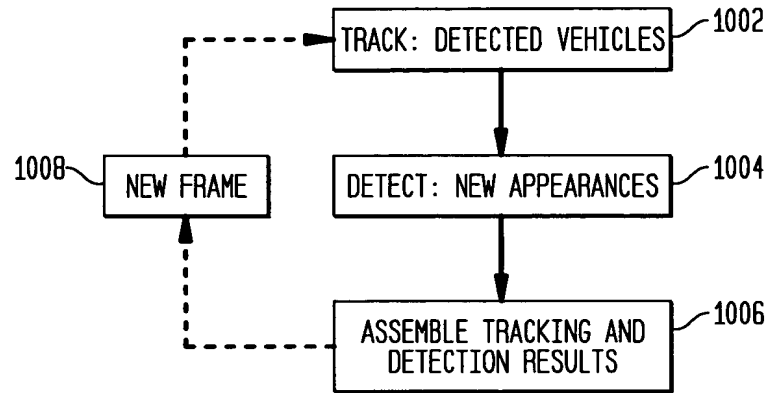 TRACK: DETECTED VEHICLES
1002
1008
NEW FRAME
DETECT: NEW APPEARANCES
1004
ASSEMBLE TRACKING AND
DETECTION RESULTS
1006